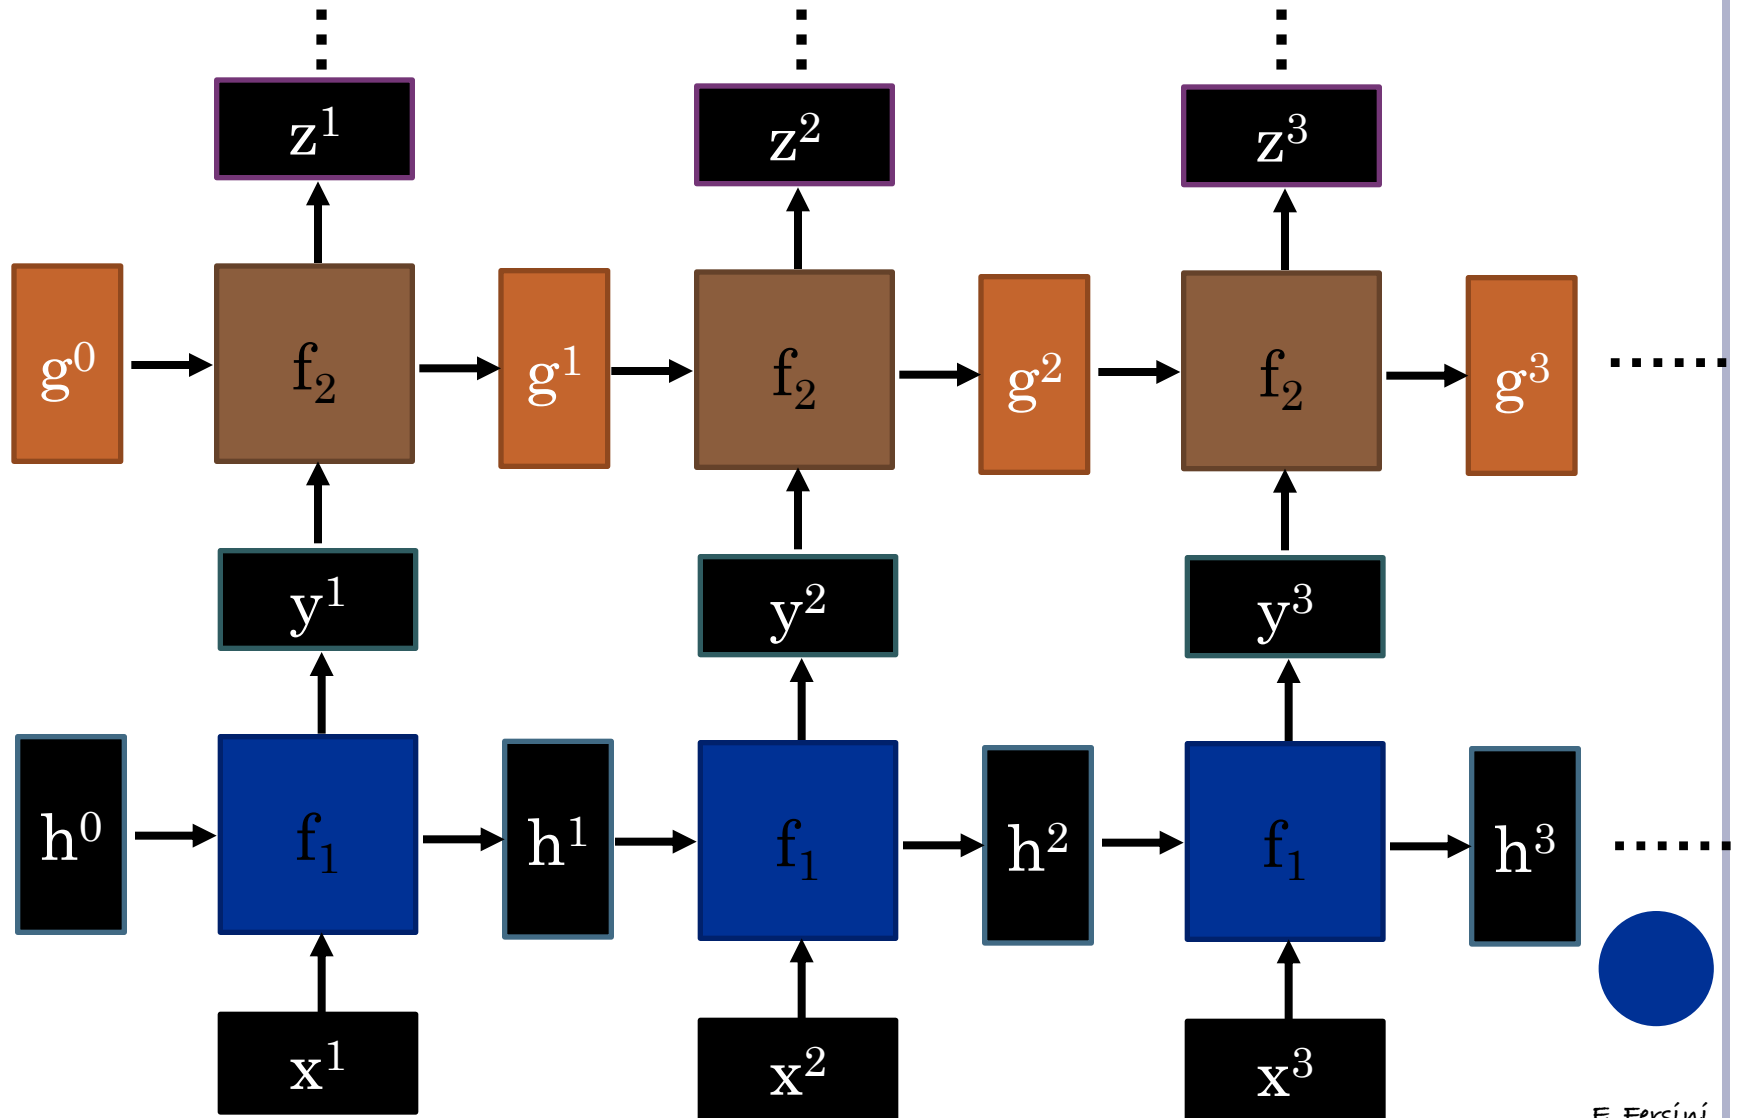 z¹ z² z³
g⁰ f₂ g¹ f₂ g² f₂ g³
y¹ y² y³
h⁰ f₁ h¹ f₁ h² f₁ h³
x¹ x² x³
E. Fersini